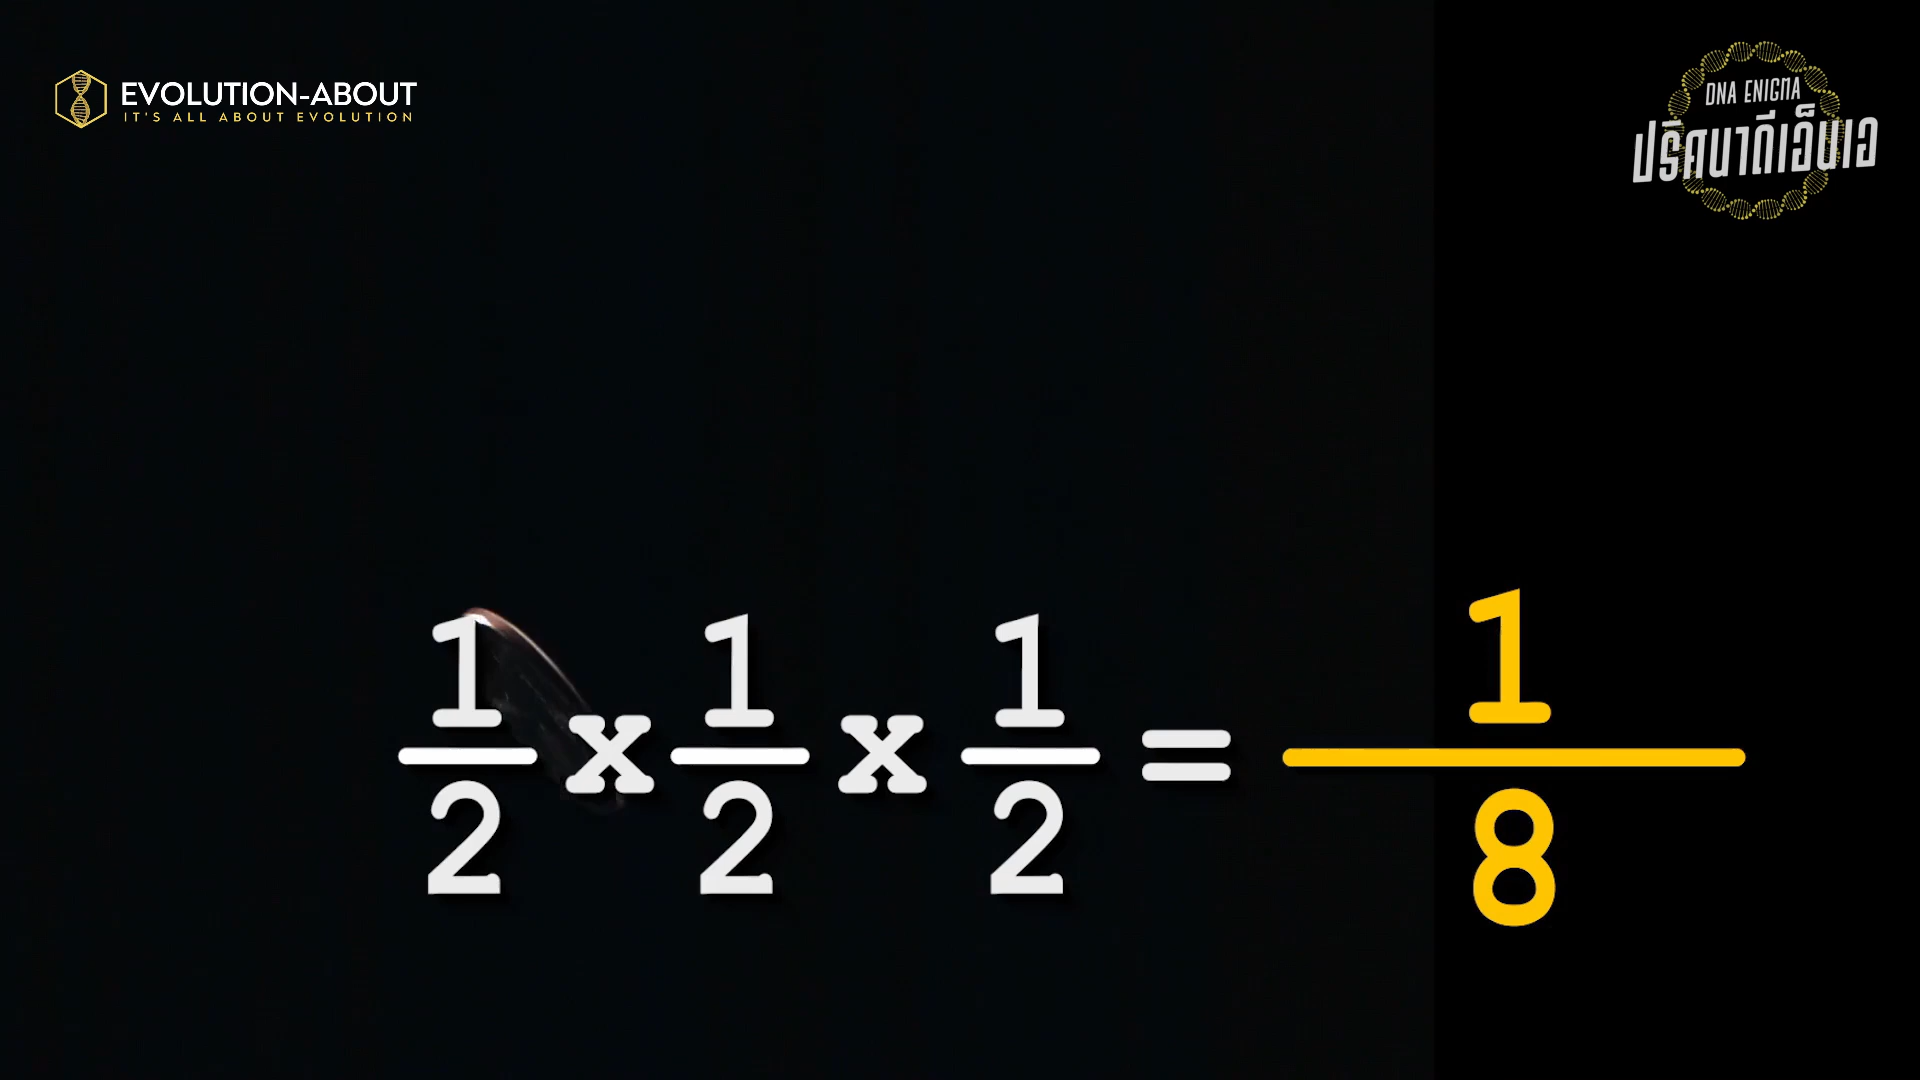 EVOLUTION-ABOUT
IT'S ALL ABOUT EVOLUTION
DNA ENIGMA
ปริศนาดีเอ็นเอ
1/2 x 1/2 x 1/2 = 1/8